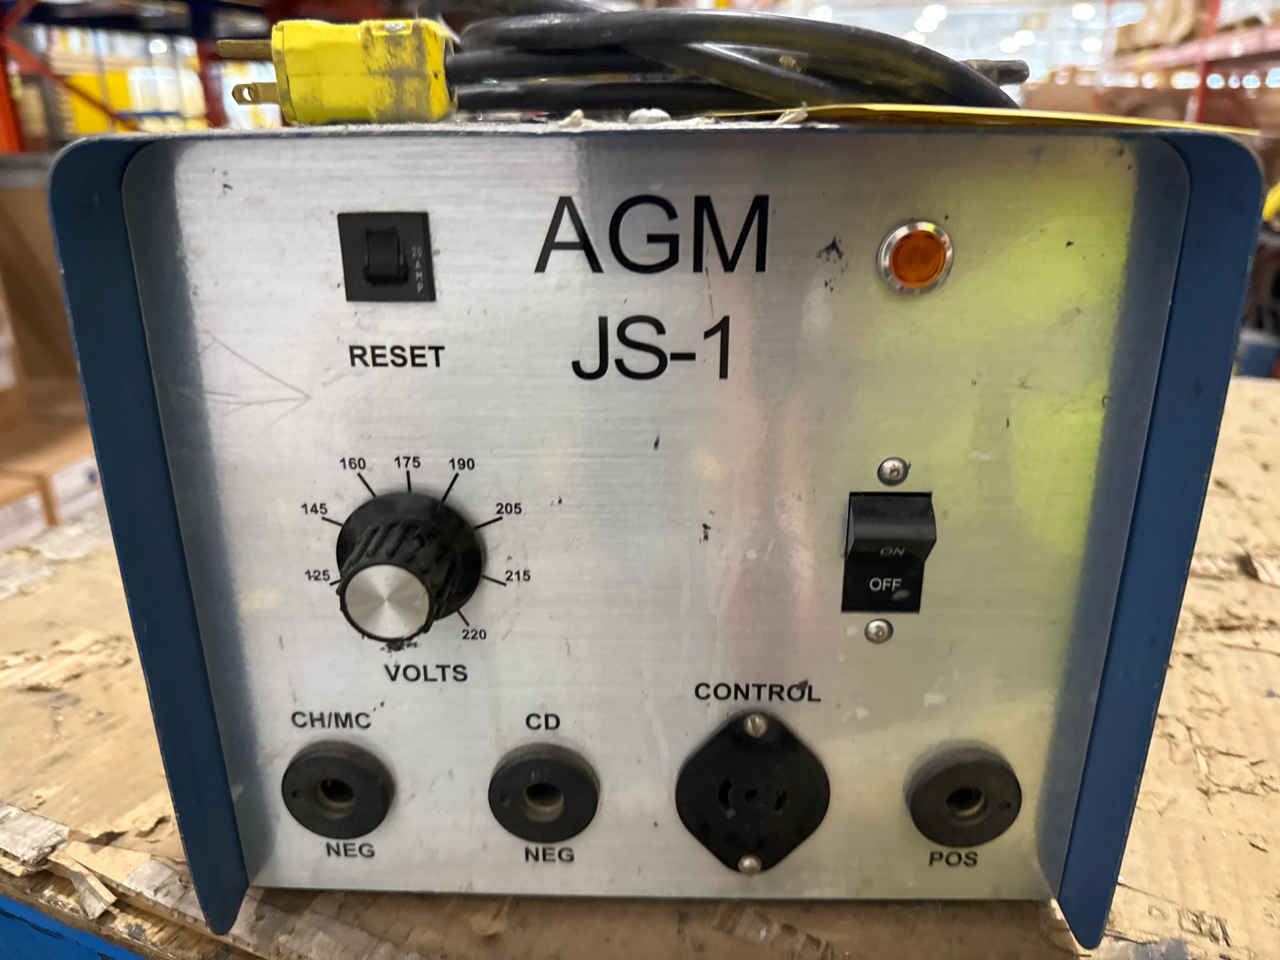 AGM
JS-1
20 AMP
RESET
160
175
190
145
205
125
215
220
VOLTS
ON
OFF
CONTROL
CH/MC
CD
NEG
NEG
POS